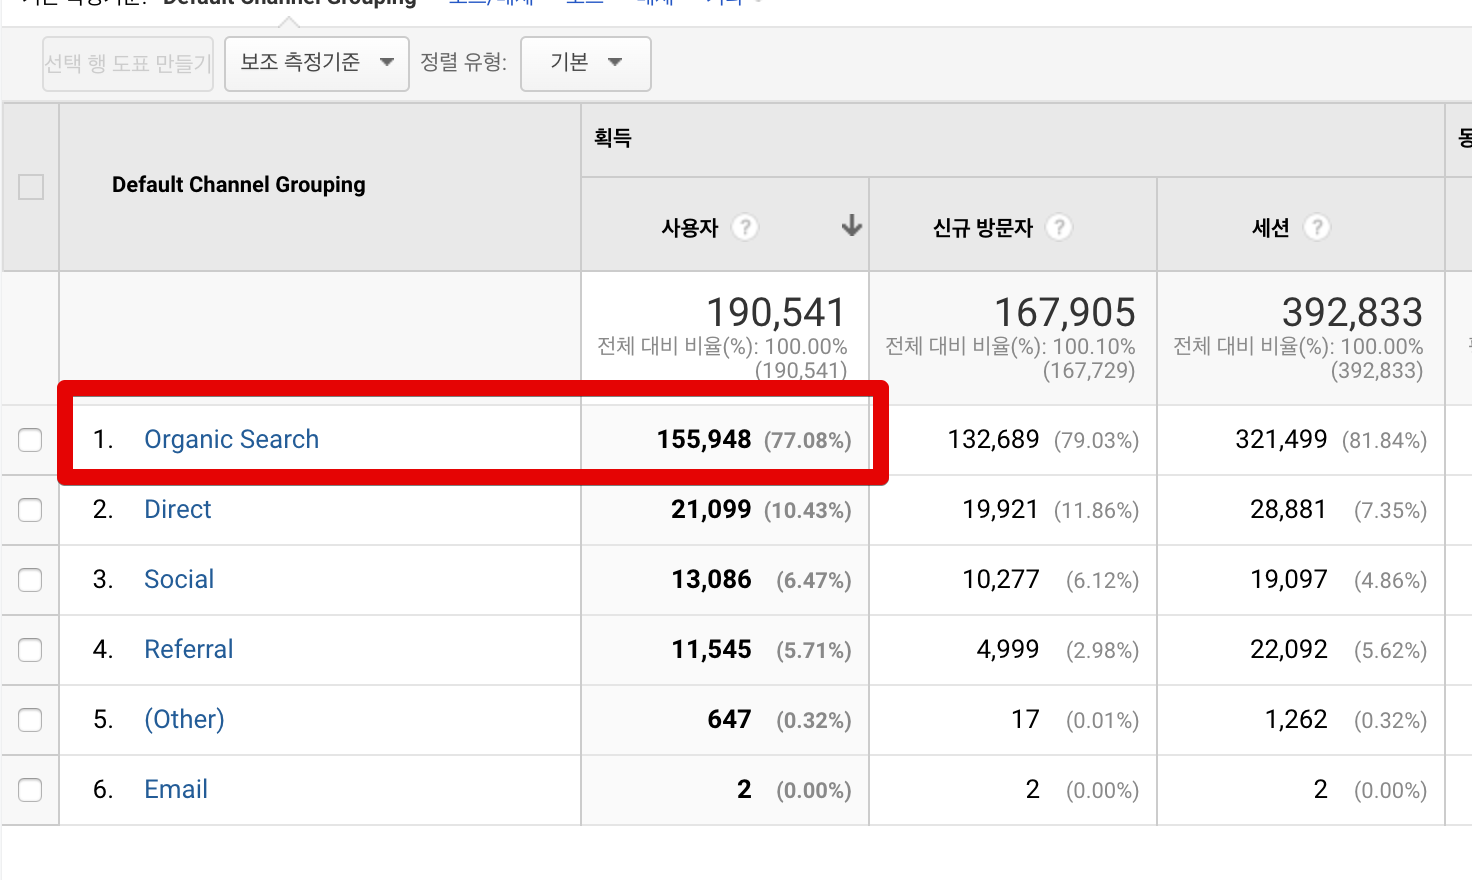 Default Channel Grouping
선택 행 도표 만들기 보조 측정기준 정렬 유형: 기본
Default Channel Grouping
획득
사용자 ? 신규 방문자 ? 세션 ?
190,541 167,905 392,833
전체 대비 비율(%): 100.00% 전체 대비 비율(%): 100.10% 전체 대비 비율(%): 100.00%
(190,541) (167,729) (392,833)
1. Organic Search 155,948 (77.08%) 132,689 (79.03%) 321,499 (81.84%)
2. Direct 21,099 (10.43%) 19,921 (11.86%) 28,881 (7.35%)
3. Social 13,086 (6.47%) 10,277 (6.12%) 19,097 (4.86%)
4. Referral 11,545 (5.71%) 4,999 (2.98%) 22,092 (5.62%)
5. (Other) 647 (0.32%) 17 (0.01%) 1,262 (0.32%)
6. Email 2 (0.00%) 2 (0.00%) 2 (0.00%)